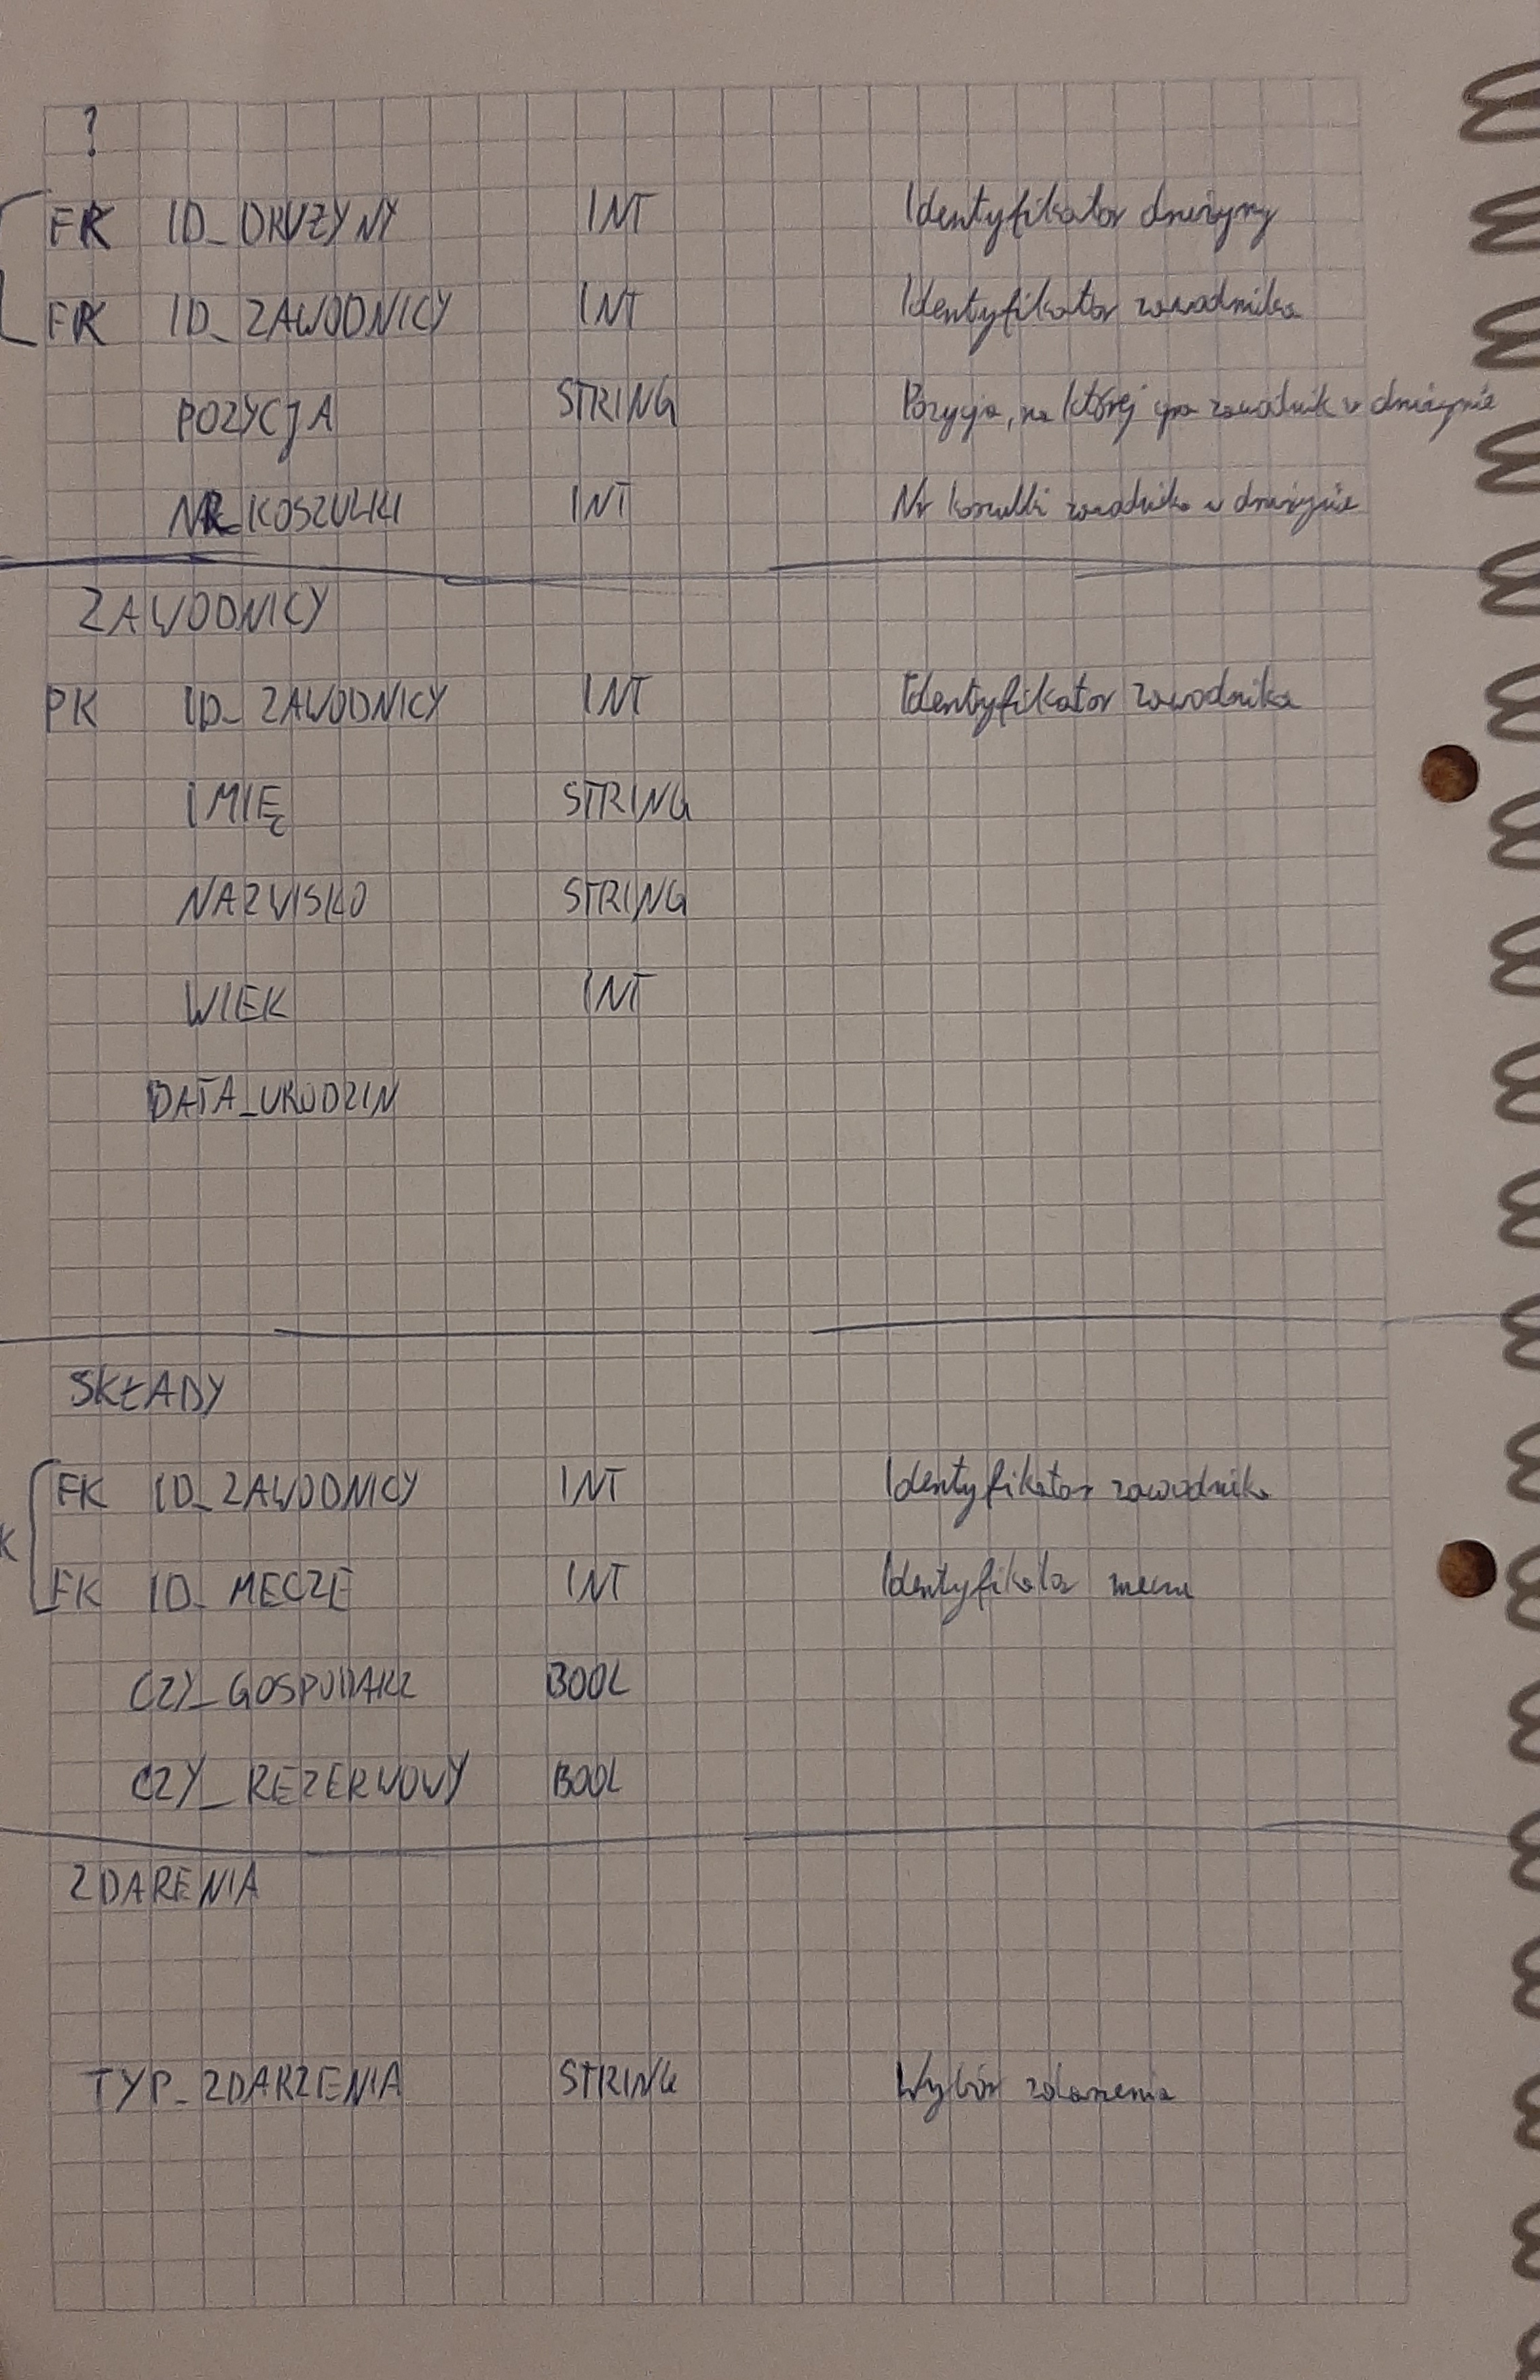 ?
FK ID_DRUZYNY INT Identyfikator drużyny
FK ID_ZAWODNICY INT Identyfikator zawodnika
POZYCJA STRING Pozycja, na której gra zawodnik w drużynie
NR_KOSZULKI INT Nr koszulki zawodnika w drużynie
ZAWODNICY
PK ID_ZAWODNICY INT Identyfikator zawodnika
IMIĘ STRING
NAZWISKO STRING
WIEK INT
DATA_URODZIN
SKŁADY
FK ID_ZAWODNICY INT Identyfikator zawodnika
K
FK ID_MECZE INT Identyfikator meczu
CZY_GOSPODARZ BOOL
CZY_REZERWOWY BOOL
ZDARENIA
TYP_ZDARZENIA STRING Wybór zdarzenia